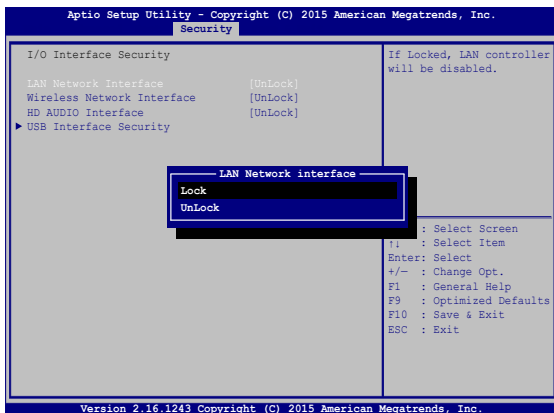 Aptio Setup Utility - Copyright (C) 2015 American Megatrends, Inc.
Security
I/O Interface Security
LAN Network Interface [UnLock]
Wireless Network Interface [UnLock]
HD AUDIO Interface [UnLock]
USB Interface Security
If Locked, LAN controller
will be disabled.
LAN Network interface
Lock
UnLock
: Select Screen
↑↓ : Select Item
Enter: Select
+/— : Change Opt.
F1 : General Help
F9 : Optimized Defaults
F10 : Save & Exit
ESC : Exit
Version 2.16.1243 Copyright (C) 2015 American Megatrends, Inc.